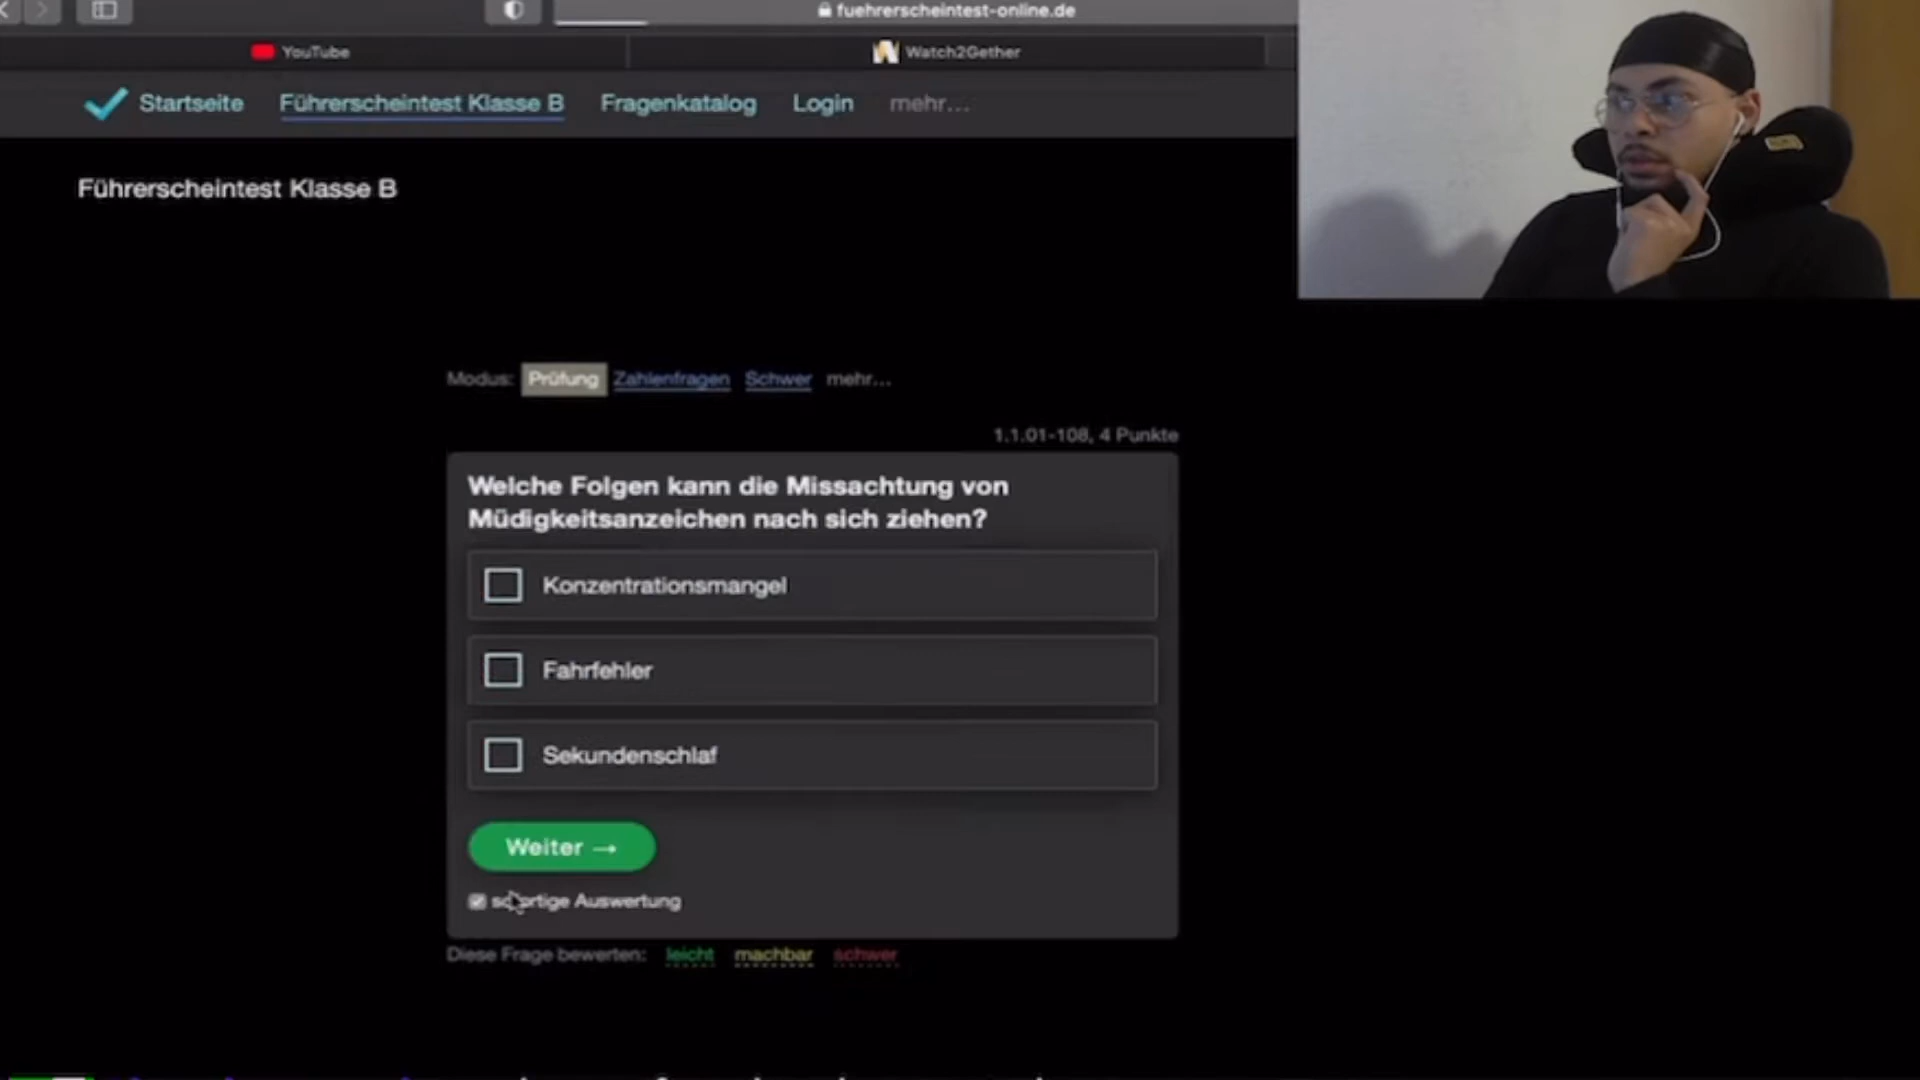 fuehrerscheintest-online.de
YouTube
Watch2Gether
Startseite Führerscheintest Klasse B Fragenkatalog Login mehr...
Führerscheintest Klasse B
Modus: Prüfung Zahlenfragen Schwer mehr...
1.1.01-108, 4 Punkte
Welche Folgen kann die Missachtung von
Müdigkeitsanzeichen nach sich ziehen?
Konzentrationsmangel
Fahrfehler
Sekundenschlaf
Weiter →
sofortige Auswertung
Diese Frage bewerten: leicht machbar schwer